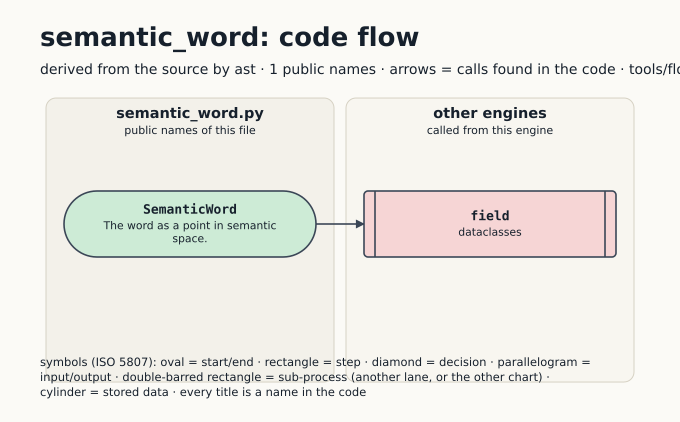 semantic_word: code flow
derived from the source by ast · 1 public names · arrows = calls found in the code · tools/flo
semantic_word.py
public names of this file
other engines
called from this engine
SemanticWord
The word as a point in semantic
space.
field
dataclasses
symbols (ISO 5807): oval = start/end · rectangle = step · diamond = decision · parallelogram =
input/output · double-barred rectangle = sub-process (another lane, or the other chart) ·
cylinder = stored data · every title is a name in the code